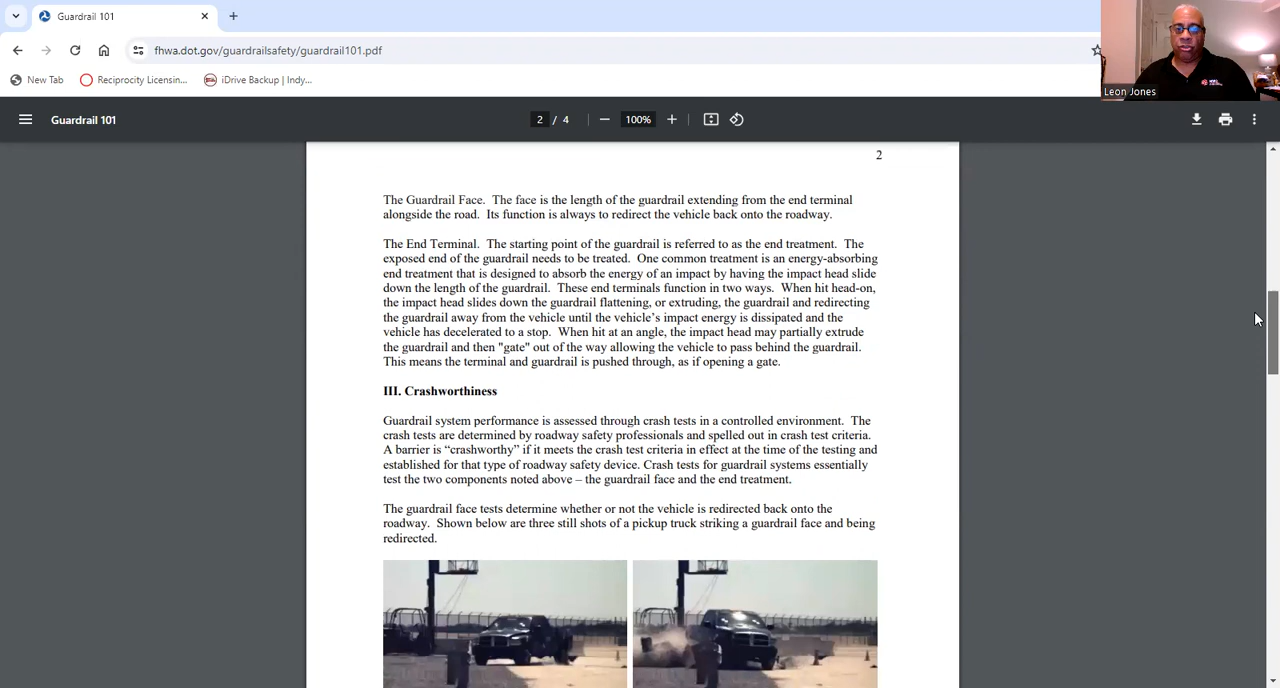 Guardrail 101
fhwa.dot.gov/guardrailsafety/guardrail101.pdf
New Tab
Reciprocity Licensin...
iDrive Backup | Indy...
Leon Jones
Guardrail 101
2 / 4
100%
2
The Guardrail Face. The face is the length of the guardrail extending from the end terminal
alongside the road. Its function is always to redirect the vehicle back onto the roadway.
The End Terminal. The starting point of the guardrail is referred to as the end treatment. The
exposed end of the guardrail needs to be treated. One common treatment is an energy-absorbing
end treatment that is designed to absorb the energy of an impact by having the impact head slide
down the length of the guardrail. These end terminals function in two ways. When hit head-on,
the impact head slides down the guardrail flattening, or extruding, the guardrail and redirecting
the guardrail away from the vehicle until the vehicle's impact energy is dissipated and the
vehicle has decelerated to a stop. When hit at an angle, the impact head may partially extrude
the guardrail and then "gate" out of the way allowing the vehicle to pass behind the guardrail.
This means the terminal and guardrail is pushed through, as if opening a gate.
III. Crashworthiness
Guardrail system performance is assessed through crash tests in a controlled environment. The
crash tests are determined by roadway safety professionals and spelled out in crash test criteria.
A barrier is “crashworthy” if it meets the crash test criteria in effect at the time of the testing and
established for that type of roadway safety device. Crash tests for guardrail systems essentially
test the two components noted above – the guardrail face and the end treatment.
The guardrail face tests determine whether or not the vehicle is redirected back onto the
roadway. Shown below are three still shots of a pickup truck striking a guardrail face and being
redirected.